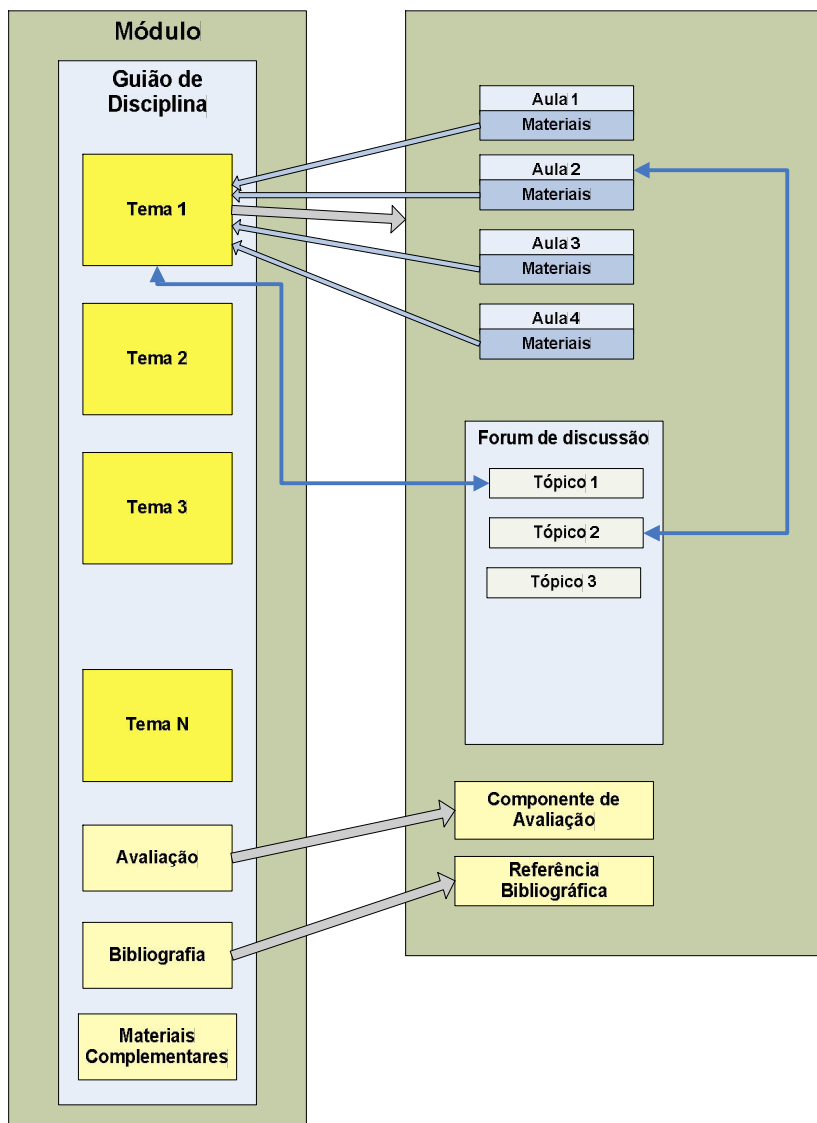 Módulo
Guião de
Disciplina
Tema 1
Tema 2
Tema 3
Tema N
Avaliação
Bibliografia
Materiais
Complementares
Aula 1
Materiais
Aula 2
Materiais
Aula 3
Materiais
Aula 4
Materiais
Forum de discussão
Tópico 1
Tópico 2
Tópico 3
Componente de
Avaliação
Referência
Bibliográfica